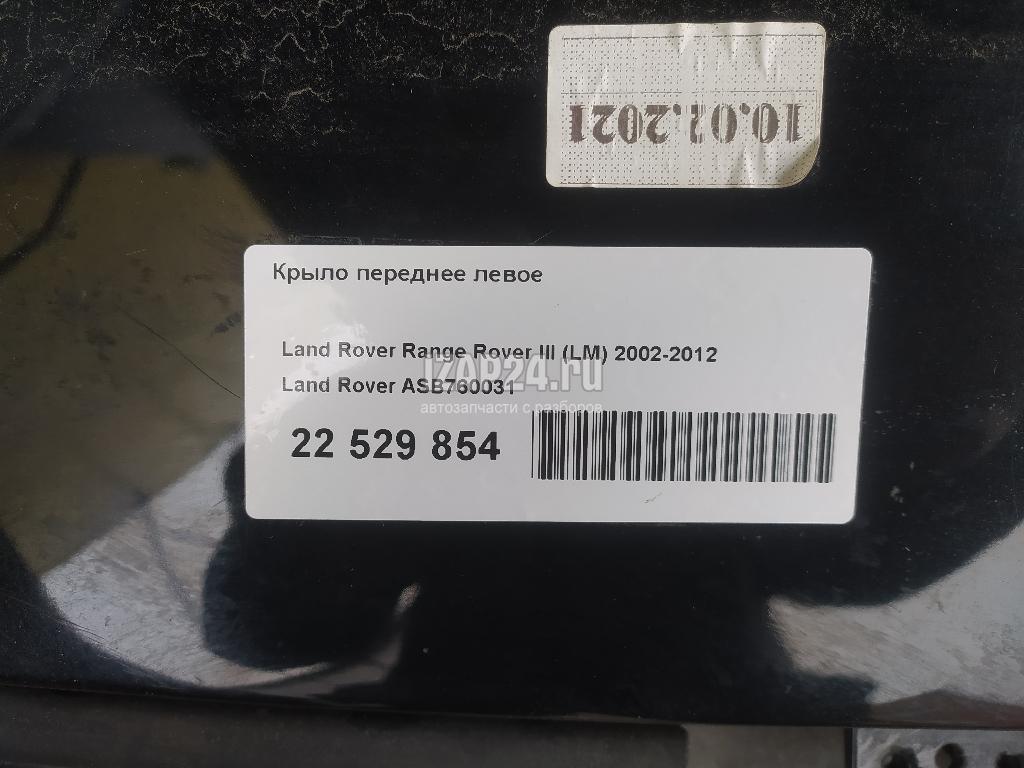 10.02.2021
Крыло переднее левое
Land Rover Range Rover III (LM) 2002-2012
IZAP24.ru
Land Rover ASB760031
автозапчасти с разборов
22 529 854